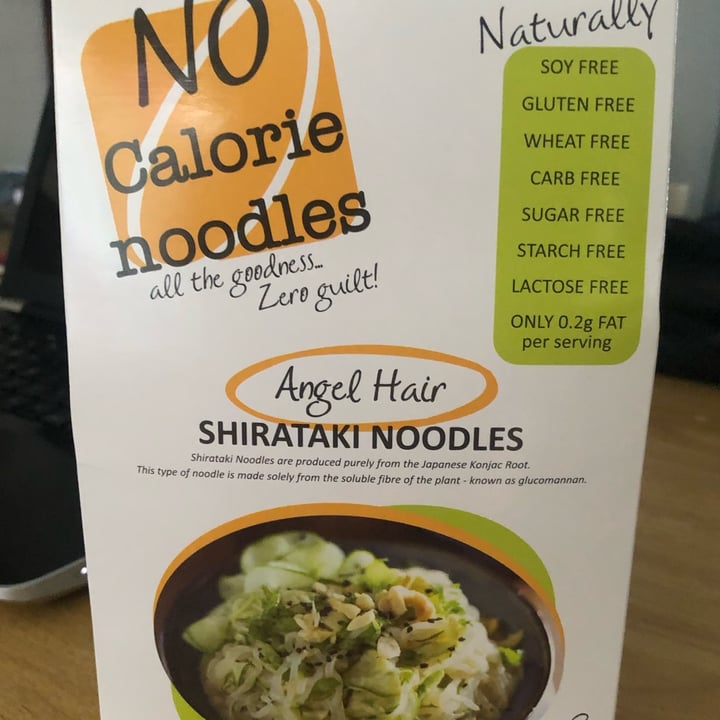 NO
Calorie
noodles
all the goodness...
Zero guilt!
Naturally
SOY FREE
GLUTEN FREE
WHEAT FREE
CARB FREE
SUGAR FREE
STARCH FREE
LACTOSE FREE
ONLY 0.2g FAT
per serving
Angel Hair
SHIRATAKI NOODLES
Shirataki Noodles are produced purely from the Japanese Konjac Root.
This type of noodle is made solely from the soluble fibre of the plant - known as glucomannan.